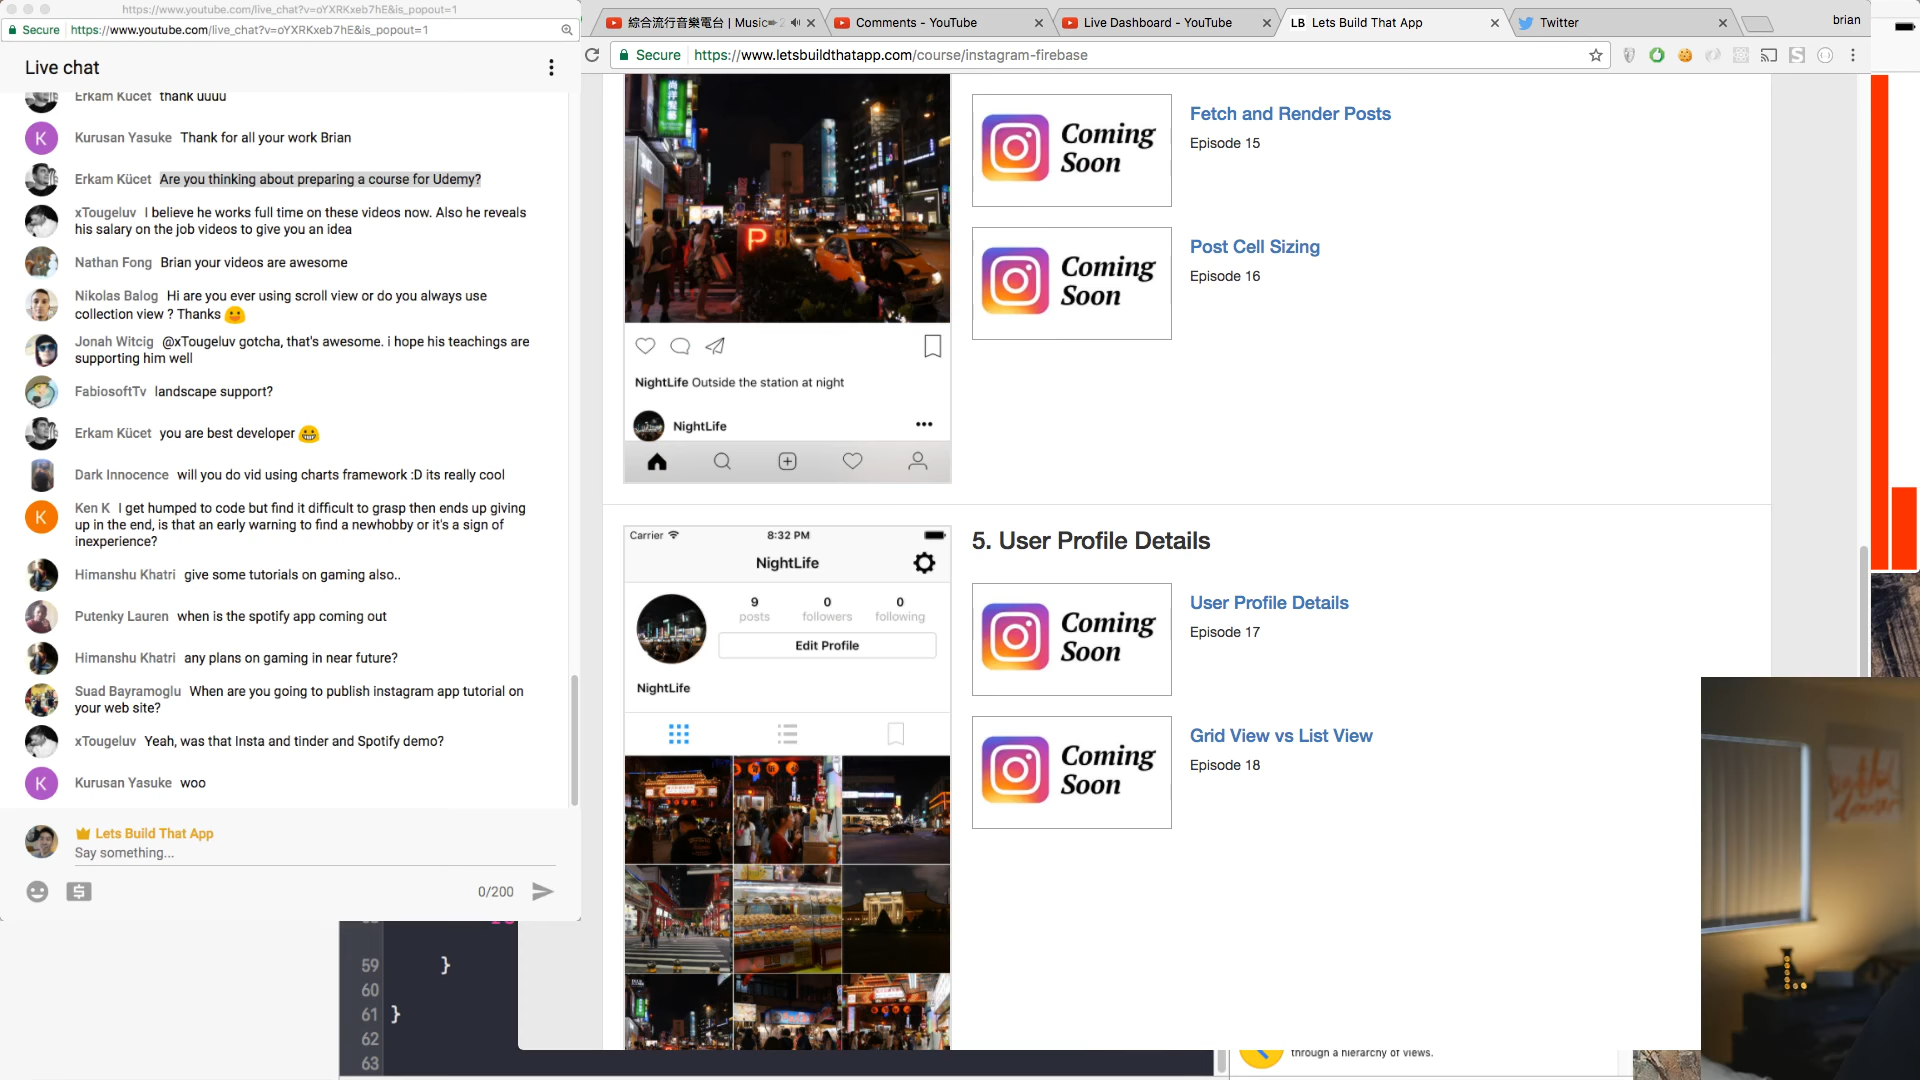 https://www.youtube.com/live_chat?v=oYXRKxeb7hE&is_popout=1
Secure https://www.youtube.com/live_chat?v=oYXRKxeb7hE&is_popout=1
Live chat
Erkam Kücet thank uuuu
K Kurusan Yasuke Thank for all your work Brian
Erkam Kücet Are you thinking about preparing a course for Udemy?
xTougeluv I believe he works full time on these videos now. Also he reveals
his salary on the job videos to give you an idea
Nathan Fong Brian your videos are awesome
Nikolas Balog Hi are you ever using scroll view or do you always use
collection view ? Thanks
Jonah Witcig @xTougeluv gotcha, that's awesome. i hope his teachings are
supporting him well
FabiosoftTv landscape support?
Erkam Kücet you are best developer
Dark Innocence will you do vid using charts framework :D its really cool
K Ken K I get humped to code but find it difficult to grasp then ends up giving
up in the end, is that an early warning to find a newhobby or it's a sign of
inexperience?
Himanshu Khatri give some tutorials on gaming also..
Putenky Lauren when is the spotify app coming out
Himanshu Khatri any plans on gaming in near future?
Suad Bayramoglu When are you going to publish instagram app tutorial on
your web site?
xTougeluv Yeah, was that Insta and tinder and Spotify demo?
K Kurusan Yasuke woo
Lets Build That App
Say something...
0/200
59 }
60
61 }
62
63
綜合流行音樂電台 | Music
Comments - YouTube
Live Dashboard - YouTube
LB Lets Build That App
Twitter
brian
Secure https://www.letsbuildthatapp.com/course/instagram-firebase
P
NightLife Outside the station at night
NightLife
Coming
Soon
Fetch and Render Posts
Episode 15
Coming
Soon
Post Cell Sizing
Episode 16
Carrier 8:32 PM
NightLife
9 0 0
posts followers following
Edit Profile
NightLife
5. User Profile Details
Coming
Soon
User Profile Details
Episode 17
Coming
Soon
Grid View vs List View
Episode 18
through a hierarchy of views.